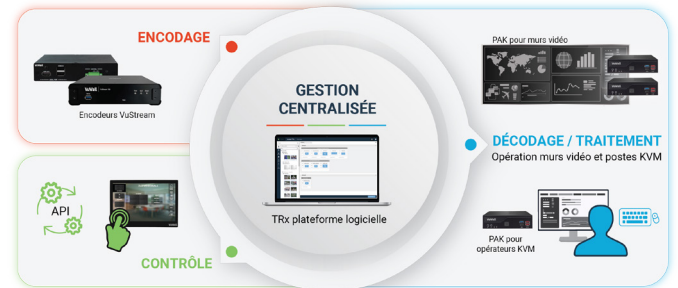 ENCODAGE
Encodeurs VuStream
API
CONTRÔLE
GESTION
CENTRALISÉE
TRx plateforme logicielle
PAK pour murs vidéo
DÉCODAGE / TRAITEMENT
Opération murs vidéo et postes KVM
PAK pour
opérateurs KVM